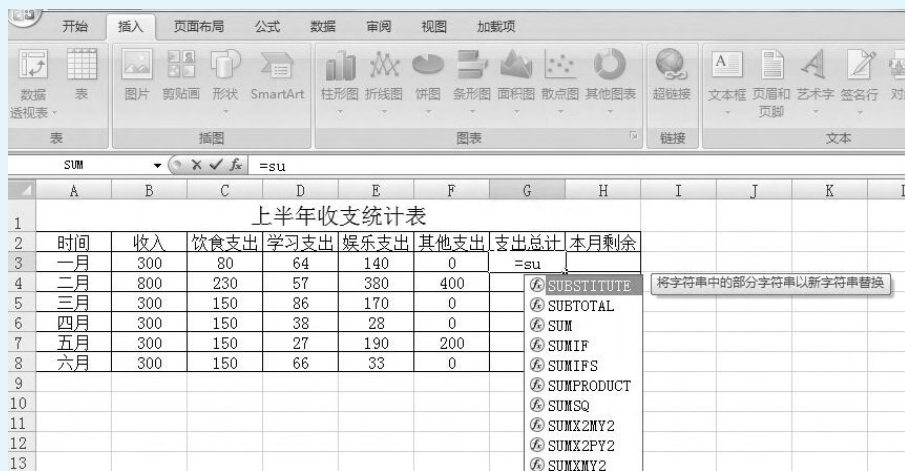 开始 插入 页面布局 公式 数据 审阅 视图 加载项
数据透视表 表 图片 剪贴画 形状 SmartArt 柱形图 折线图 饼图 条形图 面积图 散点图 其他图表 超链接 文本框 页眉和页脚 艺术字 签名行
表 插图 图表 链接 文本
SUM fx =su
A B C D E F G H I J K
1 上半年收支统计表
2 时间 收入 饮食支出 学习支出 娱乐支出 其他支出 支出总计 本月剩余
3 一月 300 80 64 140 0 =su
4 二月 800 230 57 380 400 SUBSTITUTE 将字符串中的部分字符串以新字符串替换
5 三月 300 150 86 170 0 SUBTOTAL
6 四月 300 150 38 28 0 SUM
7 五月 300 150 27 190 200 SUMIF
8 六月 300 150 66 33 0 SUMIFS
9 SUMPRODUCT
10 SUMSQ
11 SUMX2MY2
12 SUMX2PY2
13 SUMXMY2